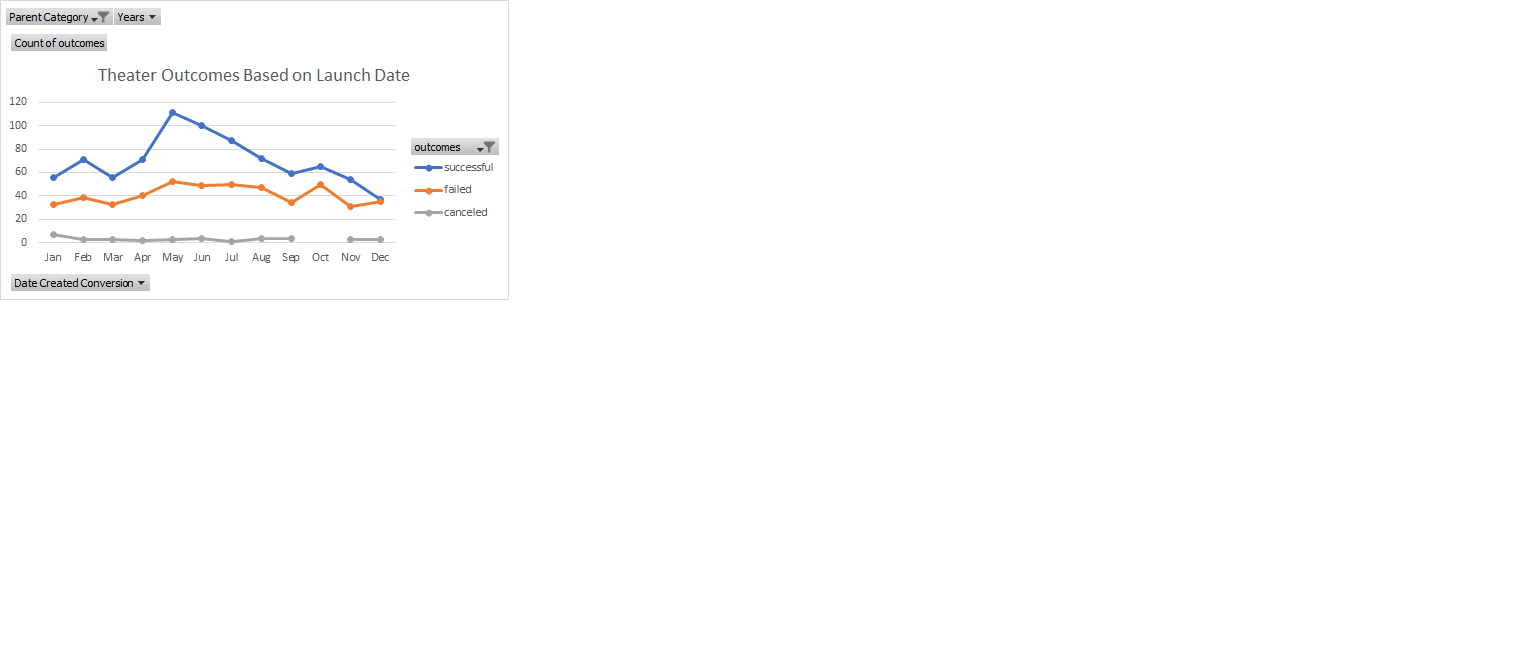 Parent Category Years
Count of outcomes
Theater Outcomes Based on Launch Date
120
100
80
60
40
20
0
Jan Feb Mar Apr May Jun Jul Aug Sep Oct Nov Dec
outcomes
successful
failed
canceled
Date Created Conversion